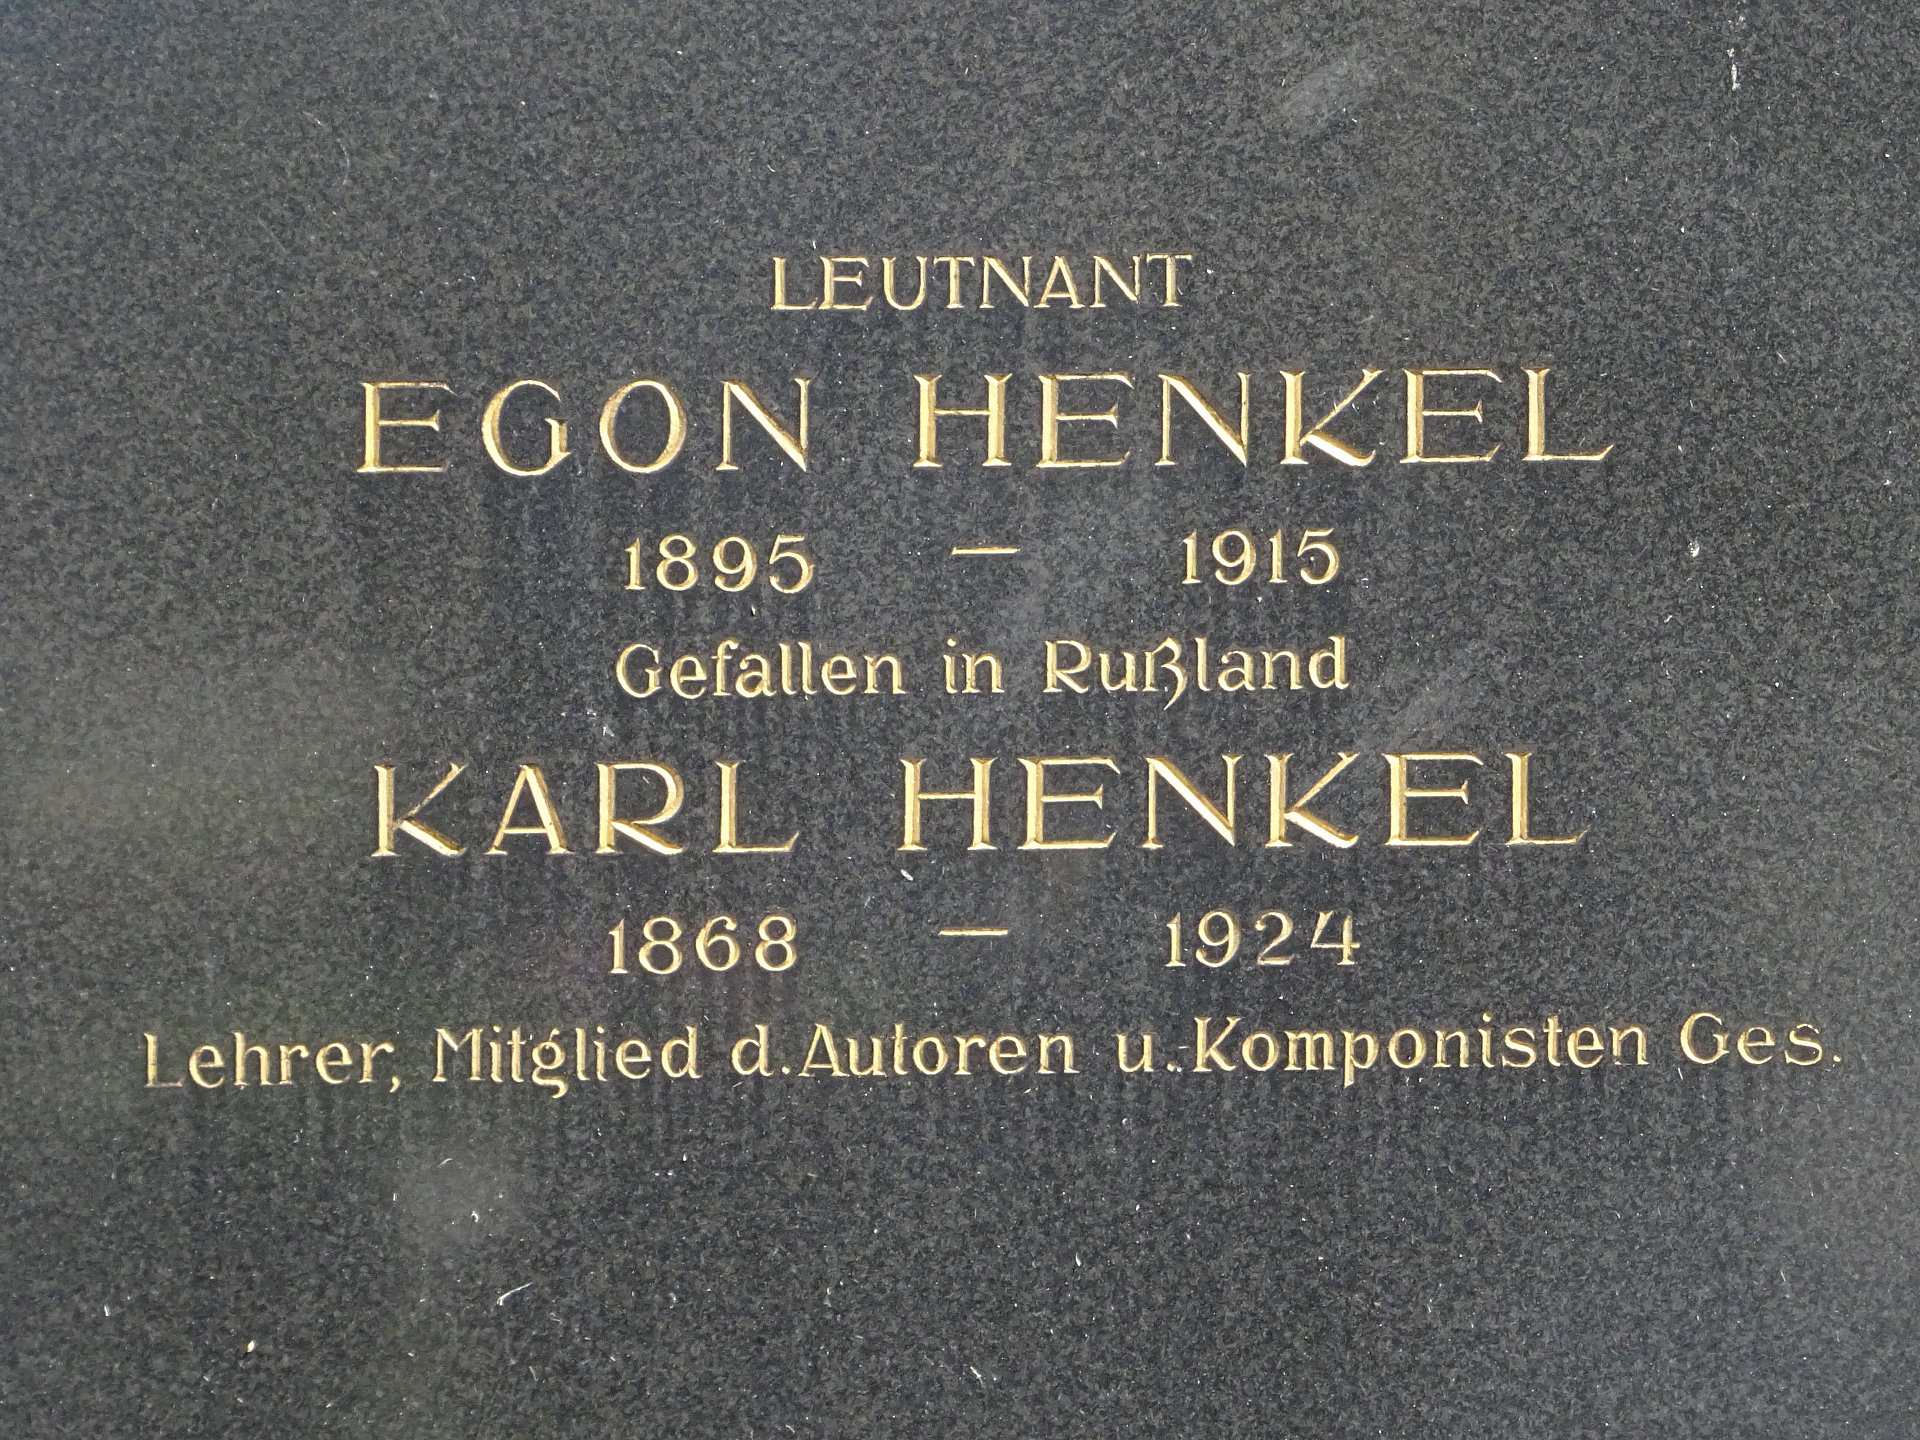 LEUTNANT
EGON HENKEL
1895 — 1915
Gefallen in Rußland
KARL HENKEL
1868 — 1924
Lehrer, Mitglied d. Autoren u. Komponisten Ges.